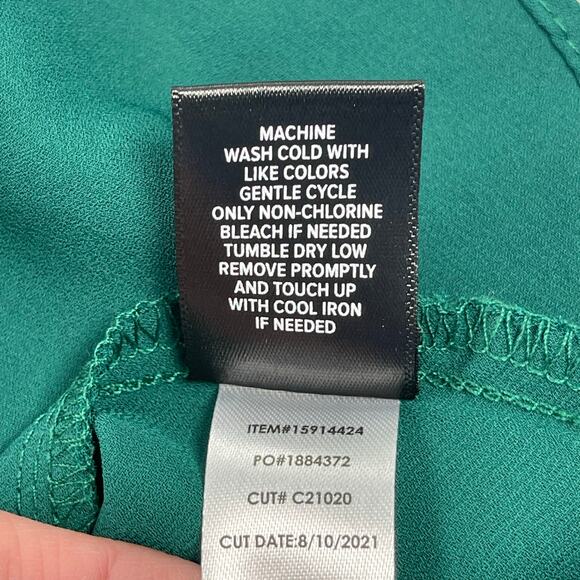 MACHINE
WASH COLD WITH
LIKE COLORS
GENTLE CYCLE
ONLY NON-CHLORINE
BLEACH IF NEEDED
TUMBLE DRY LOW
REMOVE PROMPTLY
AND TOUCH UP
WITH COOL IRON
IF NEEDED
ITEM#15914424
PO#1884372
CUT# C21020
CUT DATE:8/10/2021